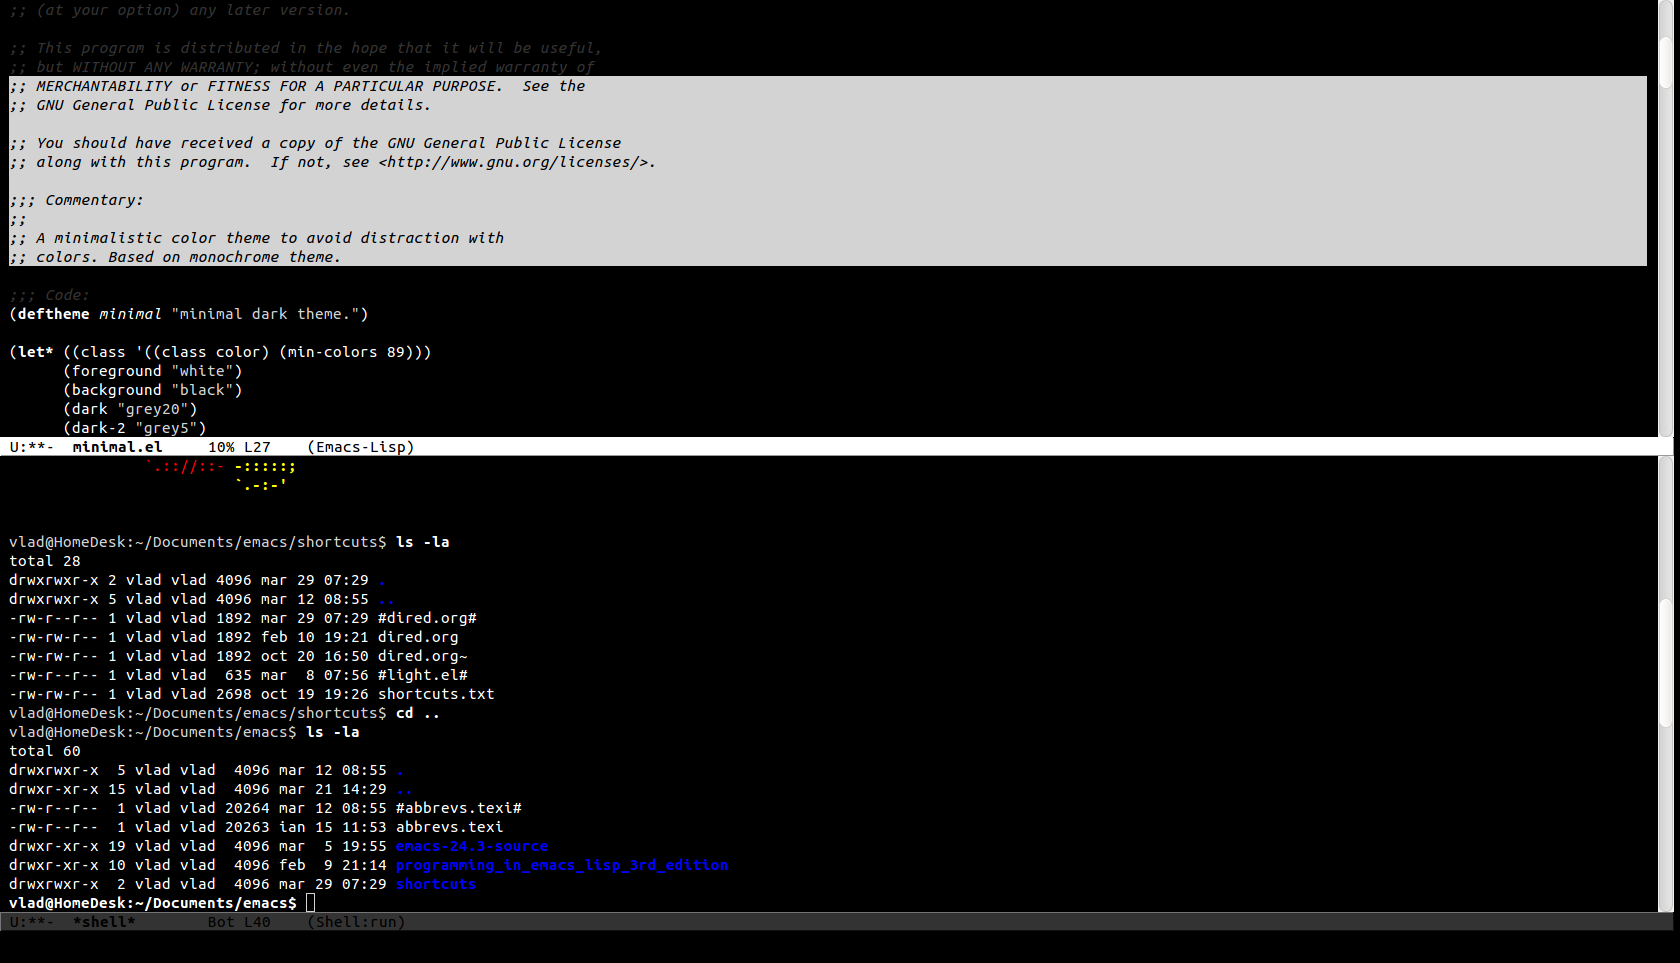 ;; (at your option) any later version.
;; This program is distributed in the hope that it will be useful,
;; but WITHOUT ANY WARRANTY; without even the implied warranty of
;; MERCHANTABILITY or FITNESS FOR A PARTICULAR PURPOSE.  See the
;; GNU General Public License for more details.
;; You should have received a copy of the GNU General Public License
;; along with this program.  If not, see <http://www.gnu.org/licenses/>.
;;; Commentary:
;;
;; A minimalistic color theme to avoid distraction with
;; colors. Based on monochrome theme.
;;; Code:
(deftheme minimal "minimal dark theme.")
(let* ((class '((class color) (min-colors 89)))
      (foreground "white")
      (background "black")
      (dark "grey20")
      (dark-2 "grey5")
U:**-  minimal.el     10% L27    (Emacs-Lisp)
`.:://::- -:::::;
`.-:-'
vlad@HomeDesk:~/Documents/emacs/shortcuts$ ls -la
total 28
drwxrwxr-x 2 vlad vlad 4096 mar 29 07:29 .
drwxrwxr-x 5 vlad vlad 4096 mar 12 08:55 ..
-rw-r--r-- 1 vlad vlad 1892 mar 29 07:29 #dired.org#
-rw-rw-r-- 1 vlad vlad 1892 feb 10 19:21 dired.org
-rw-rw-r-- 1 vlad vlad 1892 oct 20 16:50 dired.org~
-rw-r--r-- 1 vlad vlad  635 mar  8 07:56 #light.el#
-rw-rw-r-- 1 vlad vlad 2698 oct 19 19:26 shortcuts.txt
vlad@HomeDesk:~/Documents/emacs/shortcuts$ cd ..
vlad@HomeDesk:~/Documents/emacs$ ls -la
total 60
drwxrwxr-x  5 vlad vlad  4096 mar 12 08:55 .
drwxr-xr-x 15 vlad vlad  4096 mar 21 14:29 ..
-rw-r--r--  1 vlad vlad 20264 mar 12 08:55 #abbrevs.texi#
-rw-r--r--  1 vlad vlad 20263 ian 15 11:53 abbrevs.texi
drwxr-xr-x 19 vlad vlad  4096 mar  5 19:55 emacs-24.3-source
drwxr-xr-x 10 vlad vlad  4096 feb  9 21:14 programming_in_emacs_lisp_3rd_edition
drwxrwxr-x  2 vlad vlad  4096 mar 29 07:29 shortcuts
vlad@HomeDesk:~/Documents/emacs$
U:**-  *shell*        Bot L40    (Shell:run)